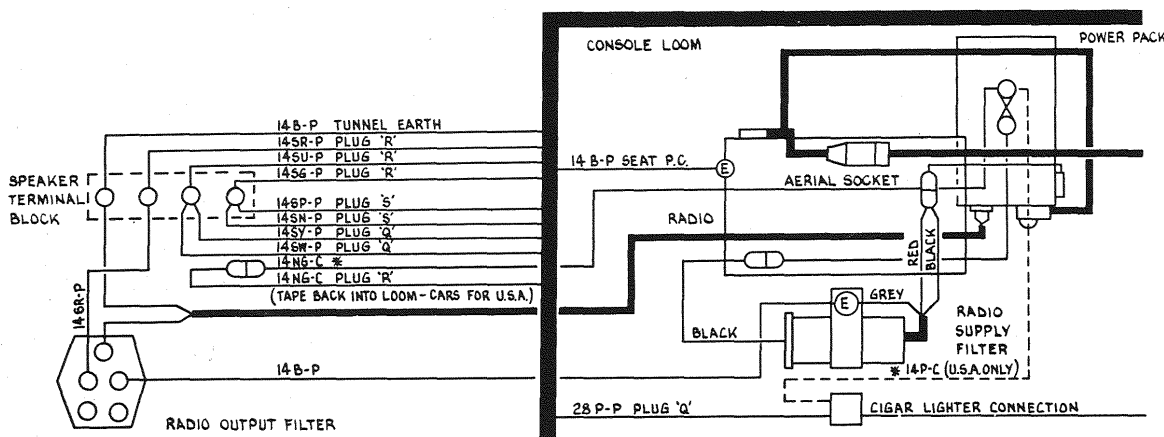 CONSOLE LOOM
POWER PACK
14B-P TUNNEL EARTH
14SR-P PLUG 'R'
14SU-P PLUG 'R'
14SG-P PLUG 'R'
14 B-P SEAT P.C.
E
AERIAL SOCKET
SPEAKER
TERMINAL
BLOCK
14SP-P PLUG 'S'
14SN-P PLUG 'S'
14SY-P PLUG 'Q'
14SW-P PLUG 'Q'
14NG-C *
14NG-C PLUG 'R'
(TAPE BACK INTO LOOM-CARS FOR U.S.A.)
RADIO
RED
BLACK
14SR-P
E
GREY
BLACK
RADIO
SUPPLY
FILTER
* 14P-C (U.S.A. ONLY)
14B-P
28 P-P PLUG 'Q'
CIGAR LIGHTER CONNECTION
RADIO OUTPUT FILTER